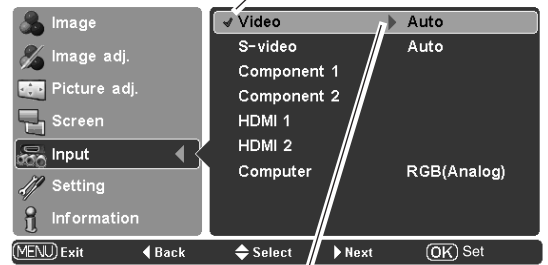 Image
Image adj.
Picture adj.
Screen
Input
Setting
Information
Video Auto
S-video Auto
Component 1
Component 2
HDMI 1
HDMI 2
Computer RGB(Analog)
MENU Exit Back Select Next OK Set